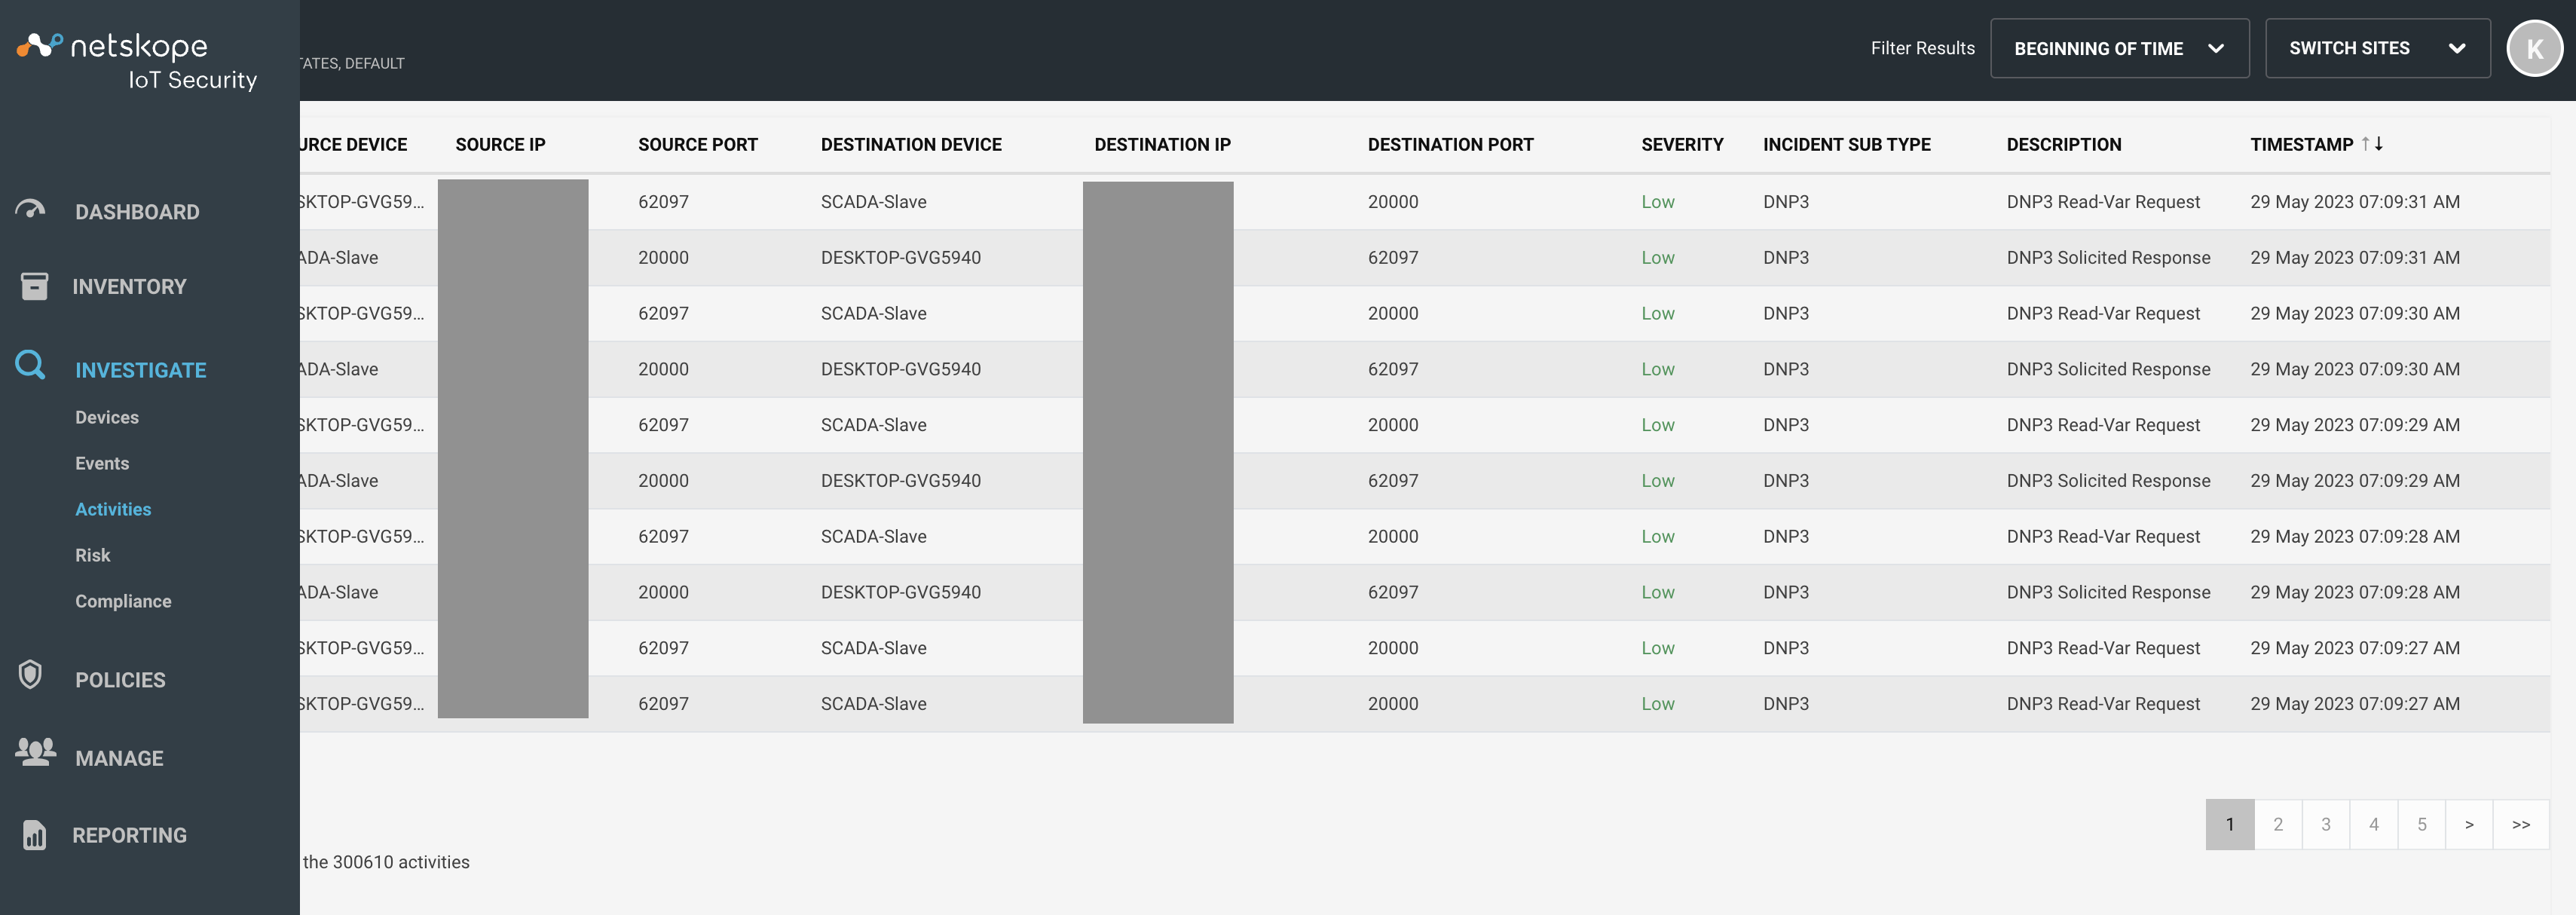 netskope
IoT Security
TATES, DEFAULT
Filter Results
BEGINNING OF TIME
SWITCH SITES
K
DASHBOARD
INVENTORY
INVESTIGATE
Devices
Events
Activities
Risk
Compliance
POLICIES
MANAGE
REPORTING
URCE DEVICE SOURCE IP SOURCE PORT DESTINATION DEVICE DESTINATION IP DESTINATION PORT SEVERITY INCIDENT SUB TYPE DESCRIPTION TIMESTAMP ↑↓
SKTOP-GVG59... 62097 SCADA-Slave 20000 Low DNP3 DNP3 Read-Var Request 29 May 2023 07:09:31 AM
ADA-Slave 20000 DESKTOP-GVG5940 62097 Low DNP3 DNP3 Solicited Response 29 May 2023 07:09:31 AM
SKTOP-GVG59... 62097 SCADA-Slave 20000 Low DNP3 DNP3 Read-Var Request 29 May 2023 07:09:30 AM
ADA-Slave 20000 DESKTOP-GVG5940 62097 Low DNP3 DNP3 Solicited Response 29 May 2023 07:09:30 AM
SKTOP-GVG59... 62097 SCADA-Slave 20000 Low DNP3 DNP3 Read-Var Request 29 May 2023 07:09:29 AM
ADA-Slave 20000 DESKTOP-GVG5940 62097 Low DNP3 DNP3 Solicited Response 29 May 2023 07:09:29 AM
SKTOP-GVG59... 62097 SCADA-Slave 20000 Low DNP3 DNP3 Read-Var Request 29 May 2023 07:09:28 AM
ADA-Slave 20000 DESKTOP-GVG5940 62097 Low DNP3 DNP3 Solicited Response 29 May 2023 07:09:28 AM
SKTOP-GVG59... 62097 SCADA-Slave 20000 Low DNP3 DNP3 Read-Var Request 29 May 2023 07:09:27 AM
SKTOP-GVG59... 62097 SCADA-Slave 20000 Low DNP3 DNP3 Read-Var Request 29 May 2023 07:09:27 AM
1 2 3 4 5 > >>
the 300610 activities